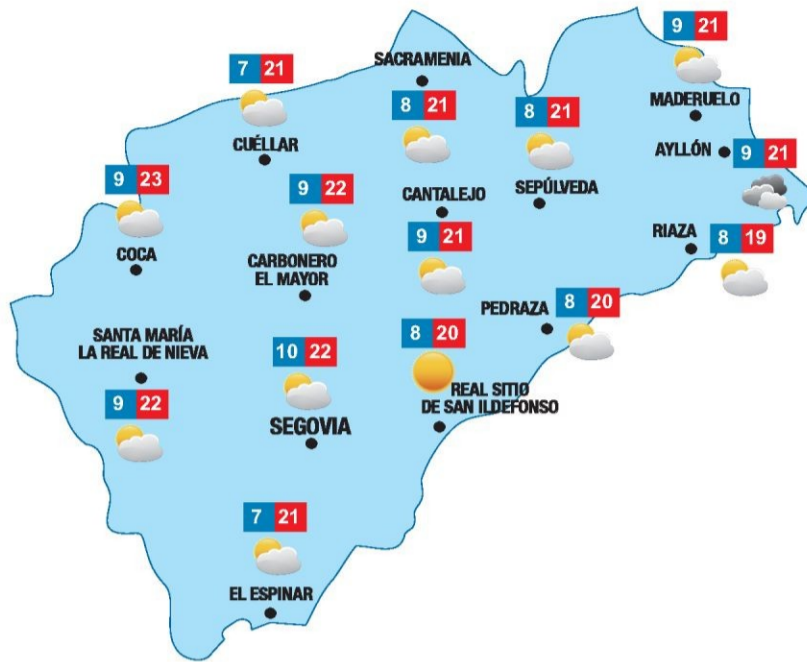 9 21
MADERUELO
SACRAMENIA
8 21
7 21
CUÉLLAR
8 21
SEPÚLVEDA
AYLLÓN
9 21
9 23
COCA
9 22
CARBONERO
EL MAYOR
CANTALEJO
9 21
RIAZA
8 19
PEDRAZA
8 20
SANTA MARÍA
LA REAL DE NIEVA
9 22
10 22
SEGOVIA
8 20
REAL SITIO
DE SAN ILDEFONSO
7 21
EL ESPINAR